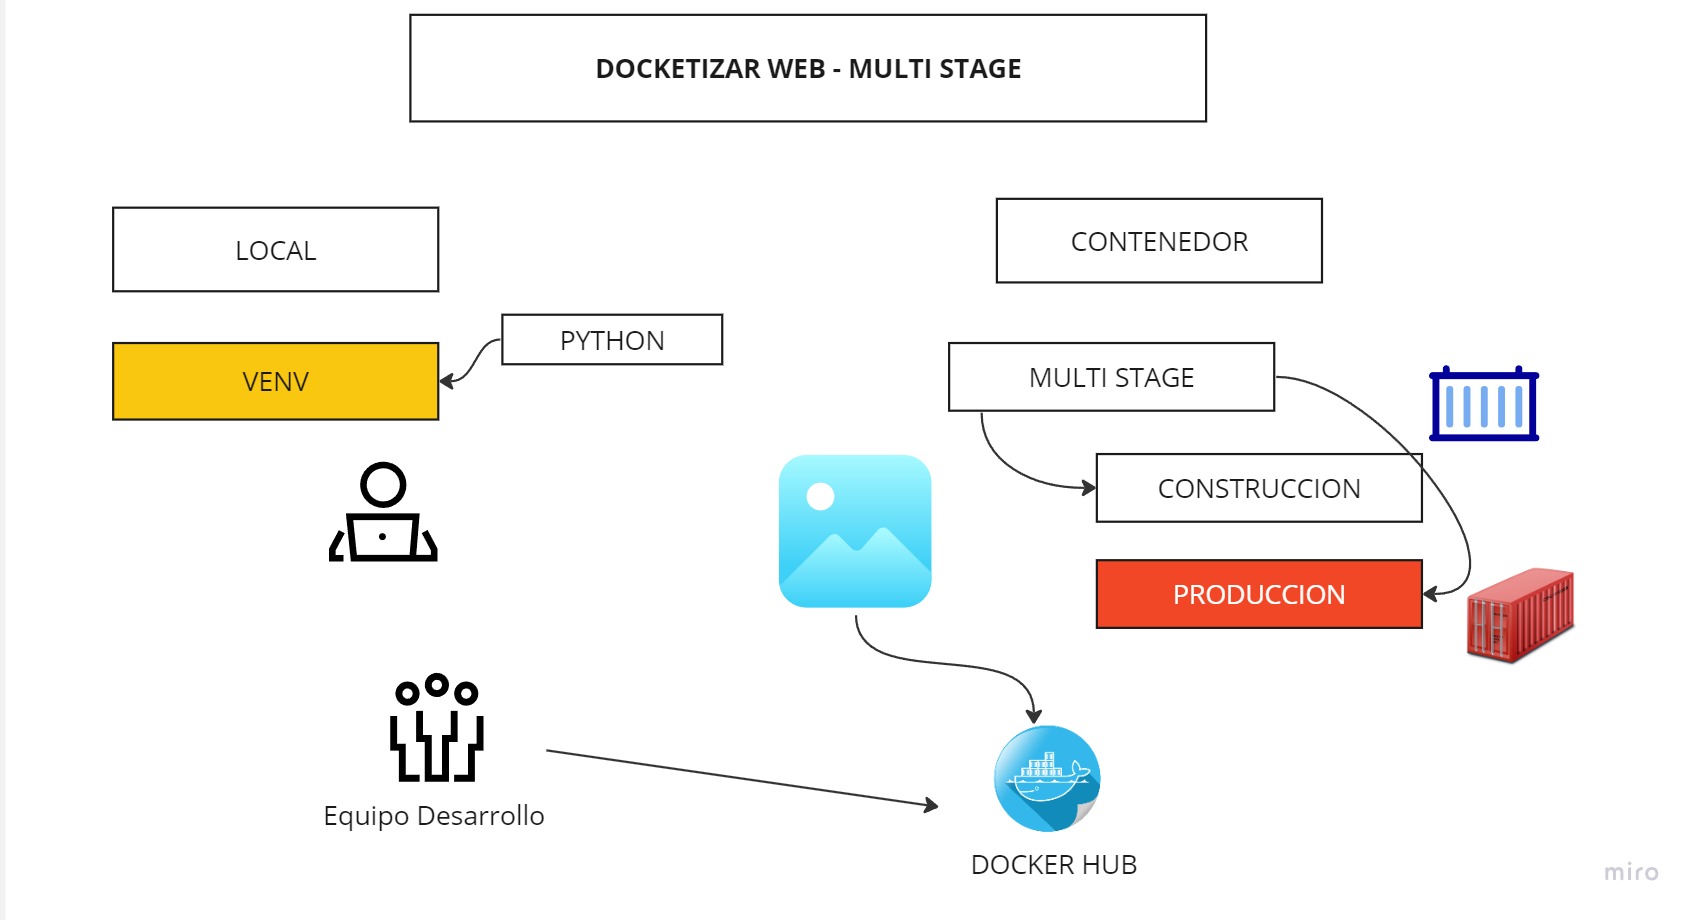 DOCKETIZAR WEB - MULTI STAGE
LOCAL
CONTENEDOR
PYTHON
VENV
MULTI STAGE
CONSTRUCCION
PRODUCCION
Equipo Desarrollo
DOCKER HUB
miro